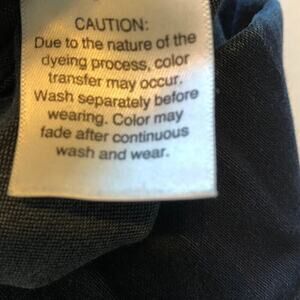 CAUTION:
Due to the nature of the
dyeing process, color
transfer may occur.
Wash separately before
wearing. Color may
fade after continuous
wash and wear.